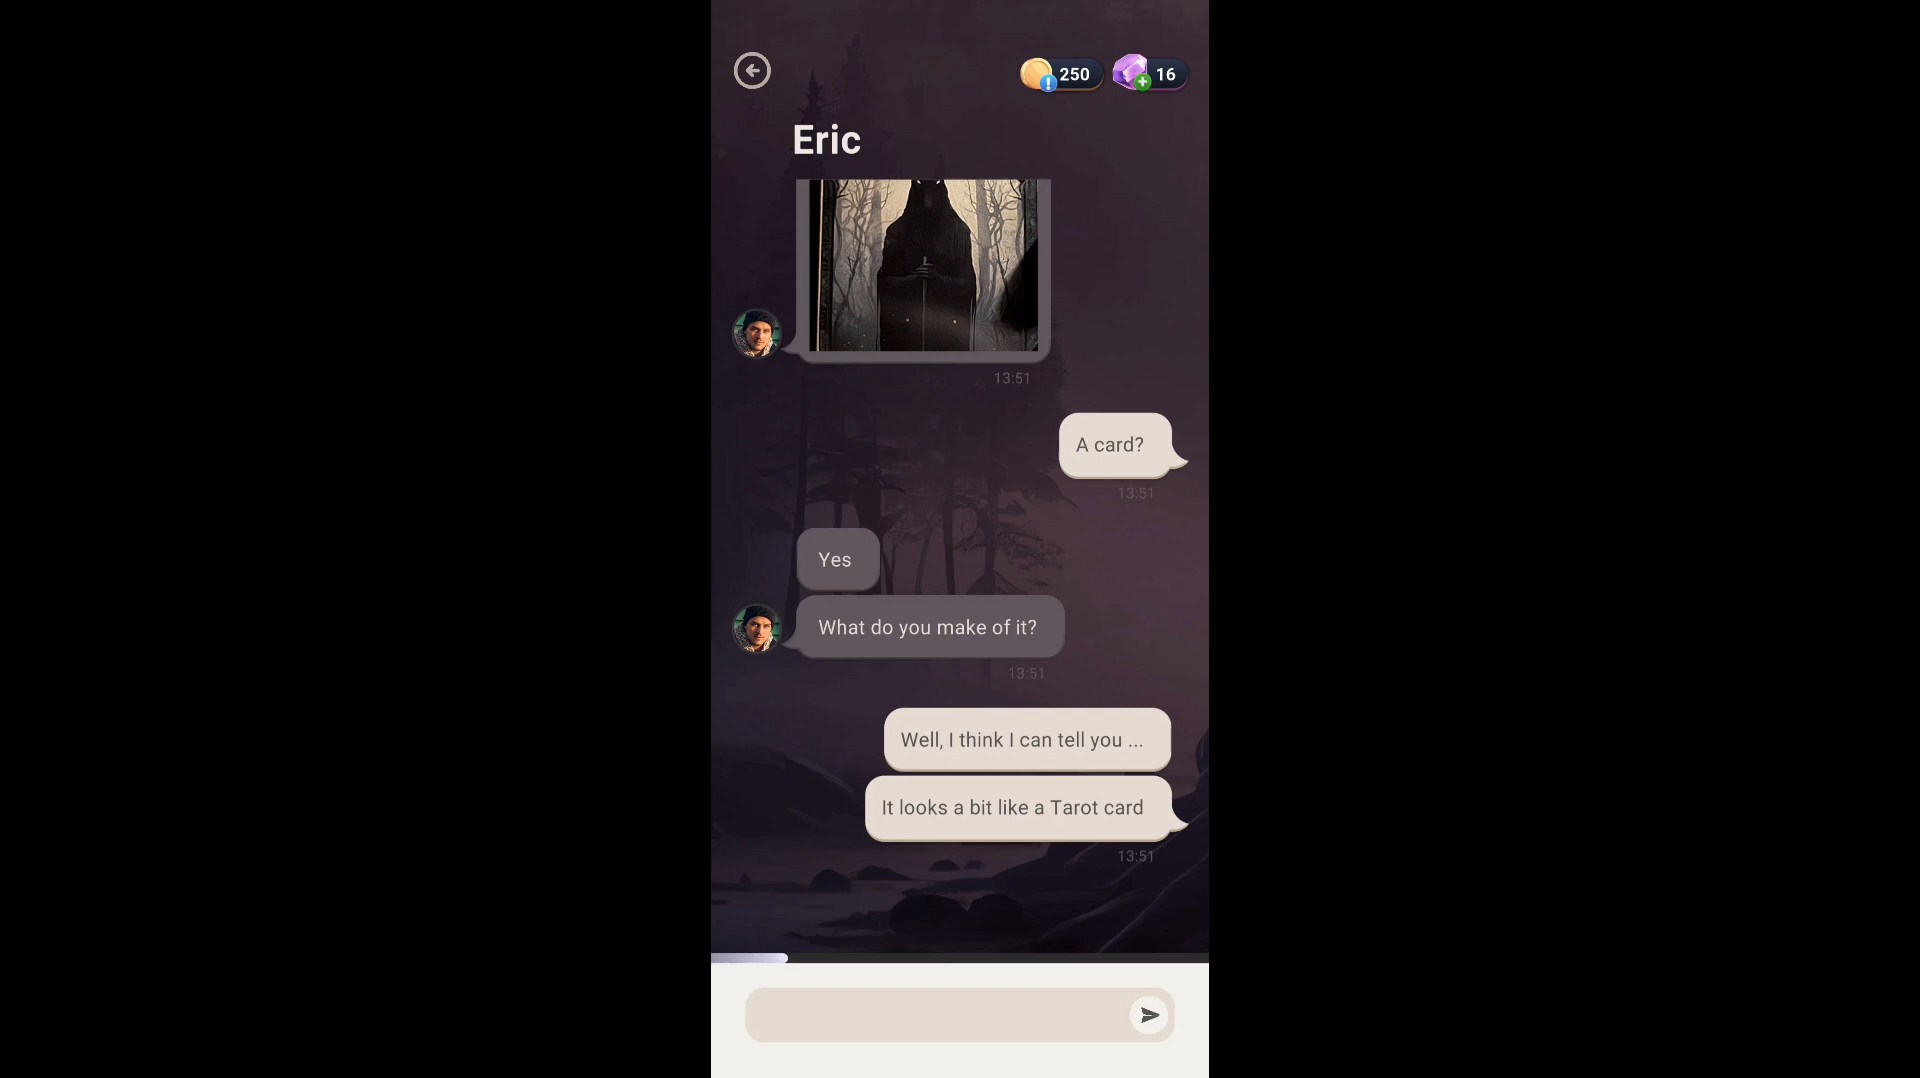 250
16
Eric
13:51
A card?
13:51
Yes
What do you make of it?
13:51
Well, I think I can tell you ...
It looks a bit like a Tarot card
13:51